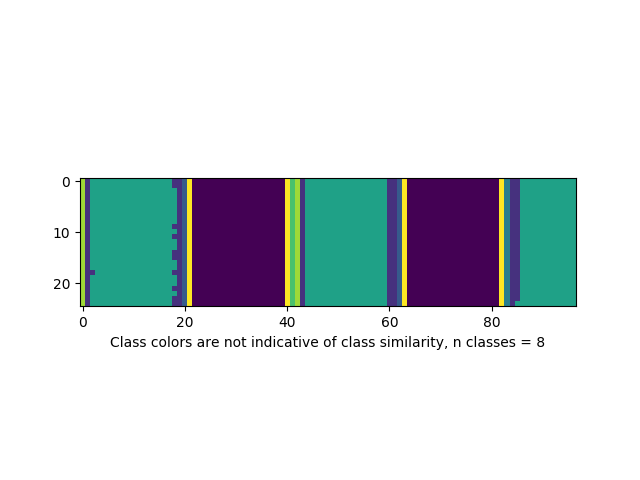 0
10
20
0 20 40 60 80
Class colors are not indicative of class similarity, n classes = 8